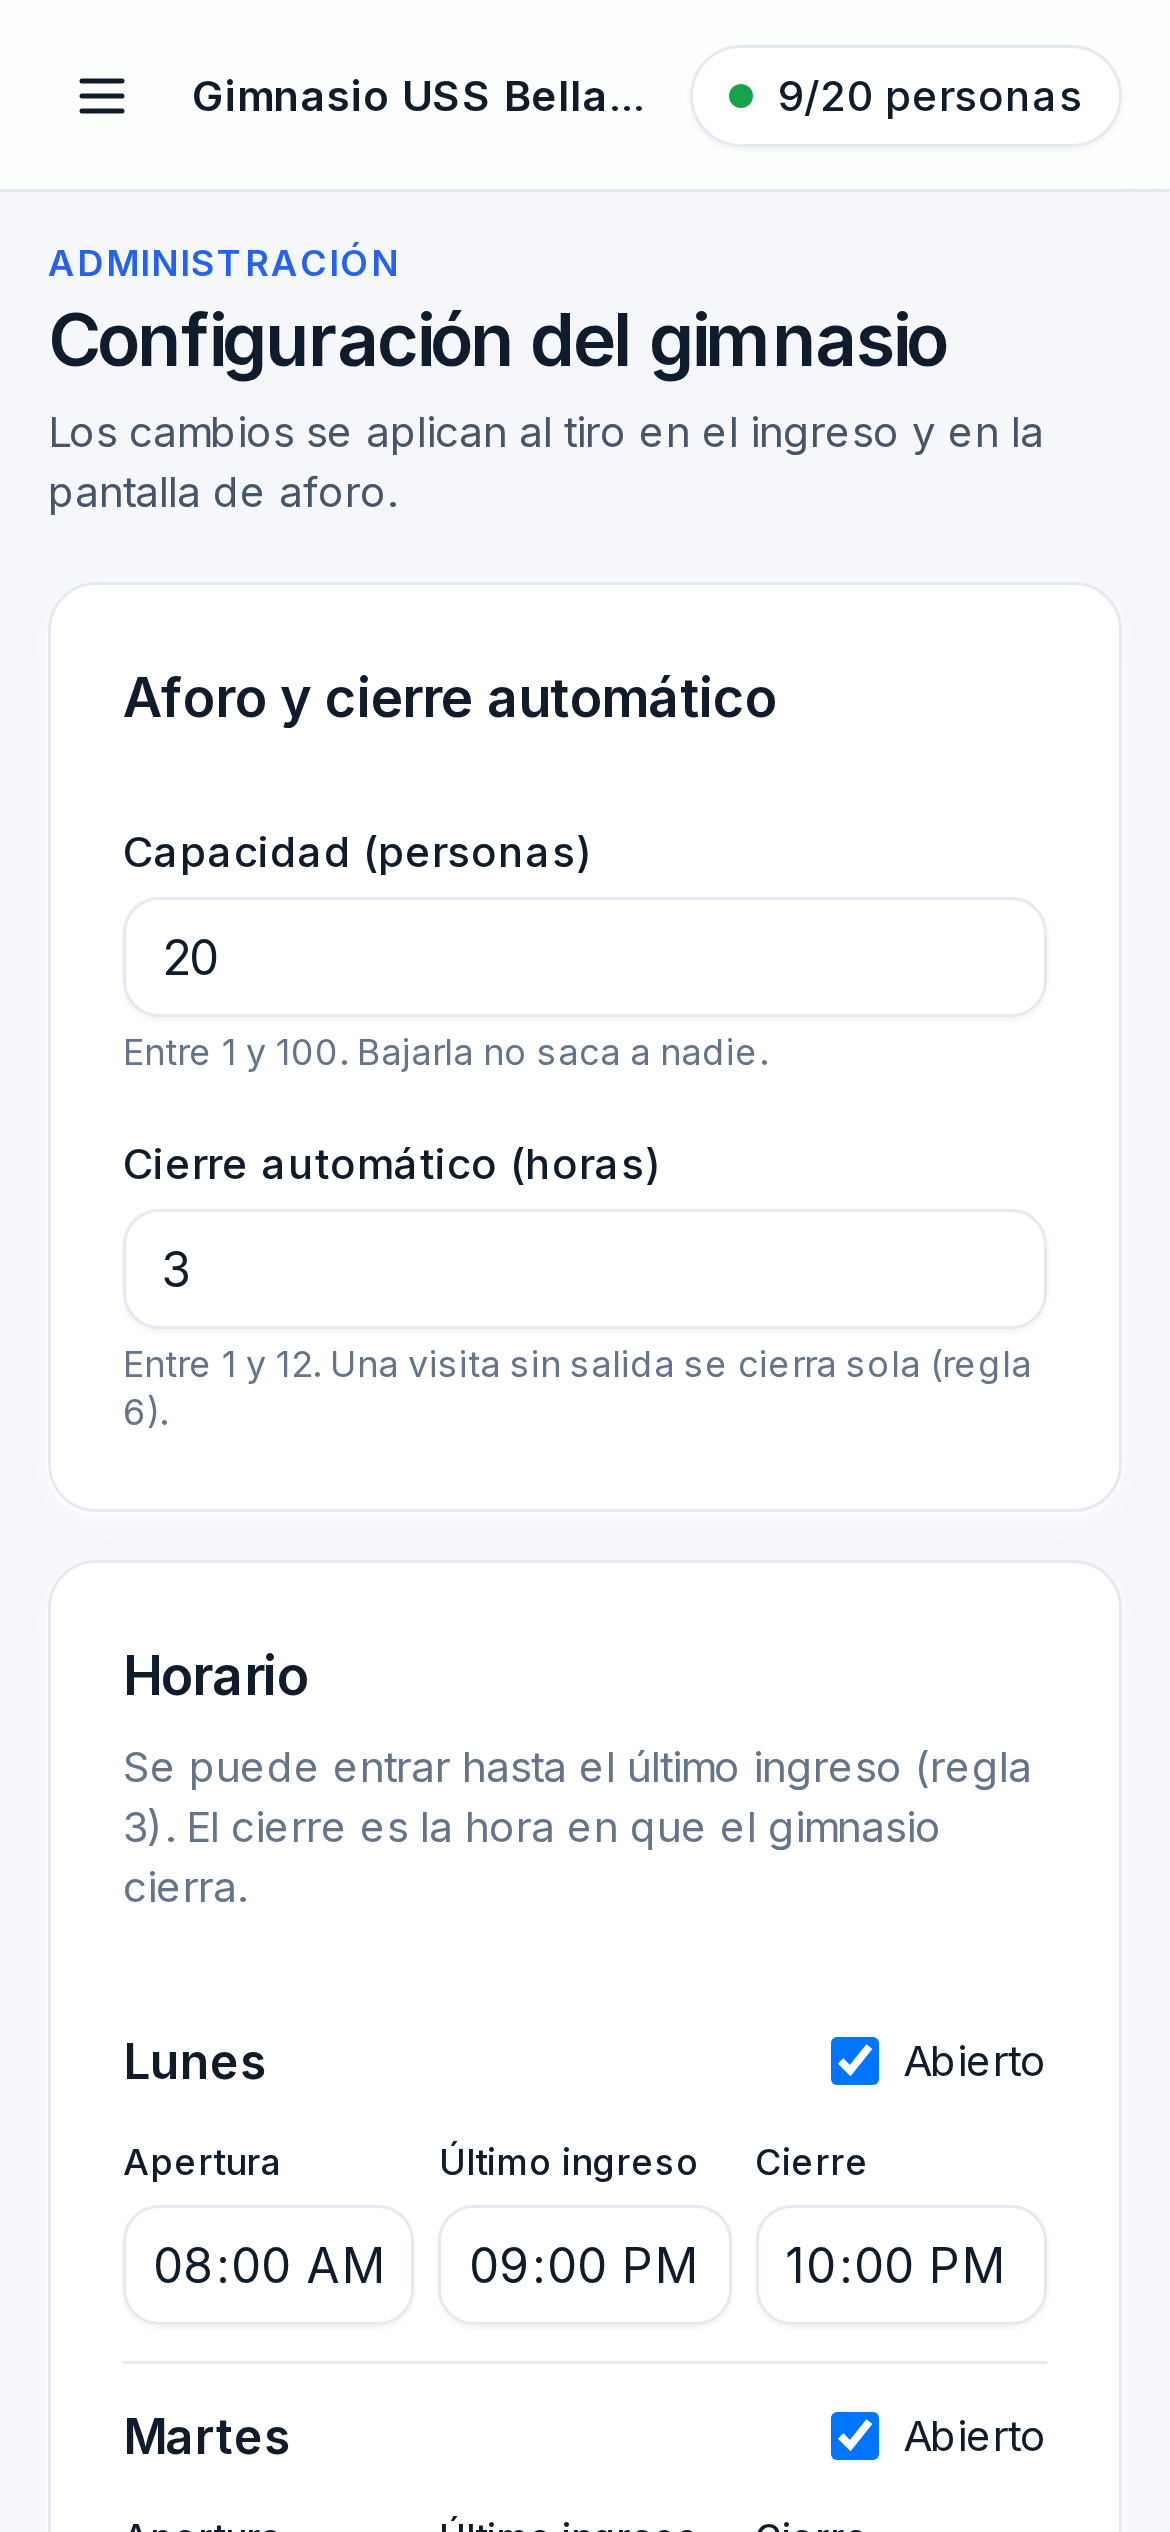 Gimnasio USS Bella...
9/20 personas
ADMINISTRACIÓN
Configuración del gimnasio
Los cambios se aplican al tiro en el ingreso y en la
pantalla de aforo.
Aforo y cierre automático
Capacidad (personas)
20
Entre 1 y 100. Bajarla no saca a nadie.
Cierre automático (horas)
3
Entre 1 y 12. Una visita sin salida se cierra sola (regla
6).
Horario
Se puede entrar hasta el último ingreso (regla
3). El cierre es la hora en que el gimnasio
cierra.
Lunes
Abierto
Apertura
Último ingreso
Cierre
08:00 AM
09:00 PM
10:00 PM
Martes
Abierto
Apertura
Último ingreso
Cierre